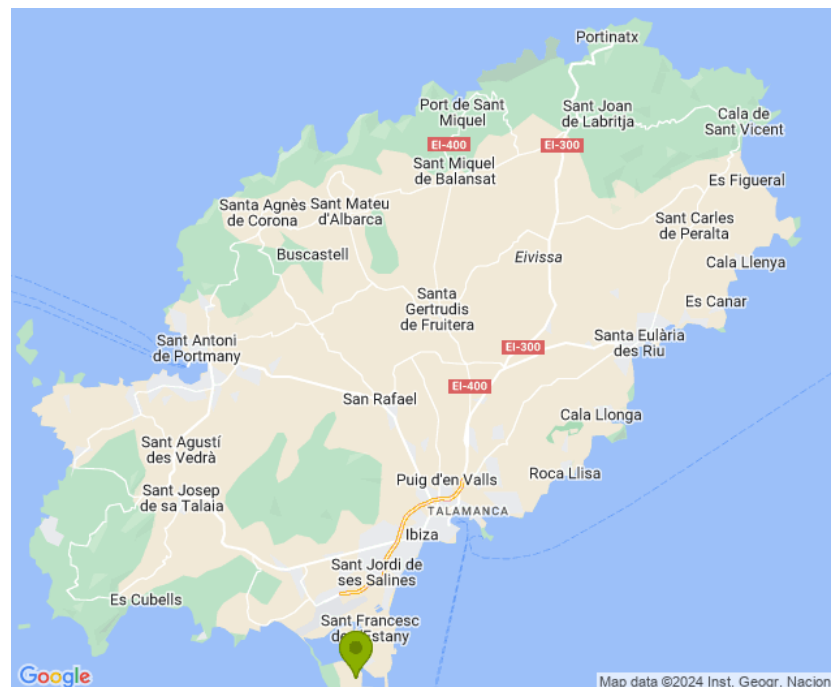 Portinatx
Port de Sant
Miquel
Sant Joan
de Labritja
Cala de
Sant Vicent
EI-400
EI-300
Sant Miquel
de Balansat
Es Figueral
Santa Agnès
de Corona
Sant Mateu
d'Albarca
Sant Carles
de Peralta
Buscastell
Eivissa
Cala Llenya
Santa
Gertrudis
de Fruitera
Es Canar
Sant Antoni
de Portmany
EI-300
Santa Eulària
des Riu
EI-400
San Rafael
Cala Llonga
Sant Agustí
des Vedrà
Puig d'en Valls
Roca Llisa
Sant Josep
de sa Talaia
TALAMANCA
Ibiza
Sant Jordi de
ses Salines
Es Cubells
Sant Francesc
Estany
Google
Map data ©2024 Inst. Geogr. Nacion